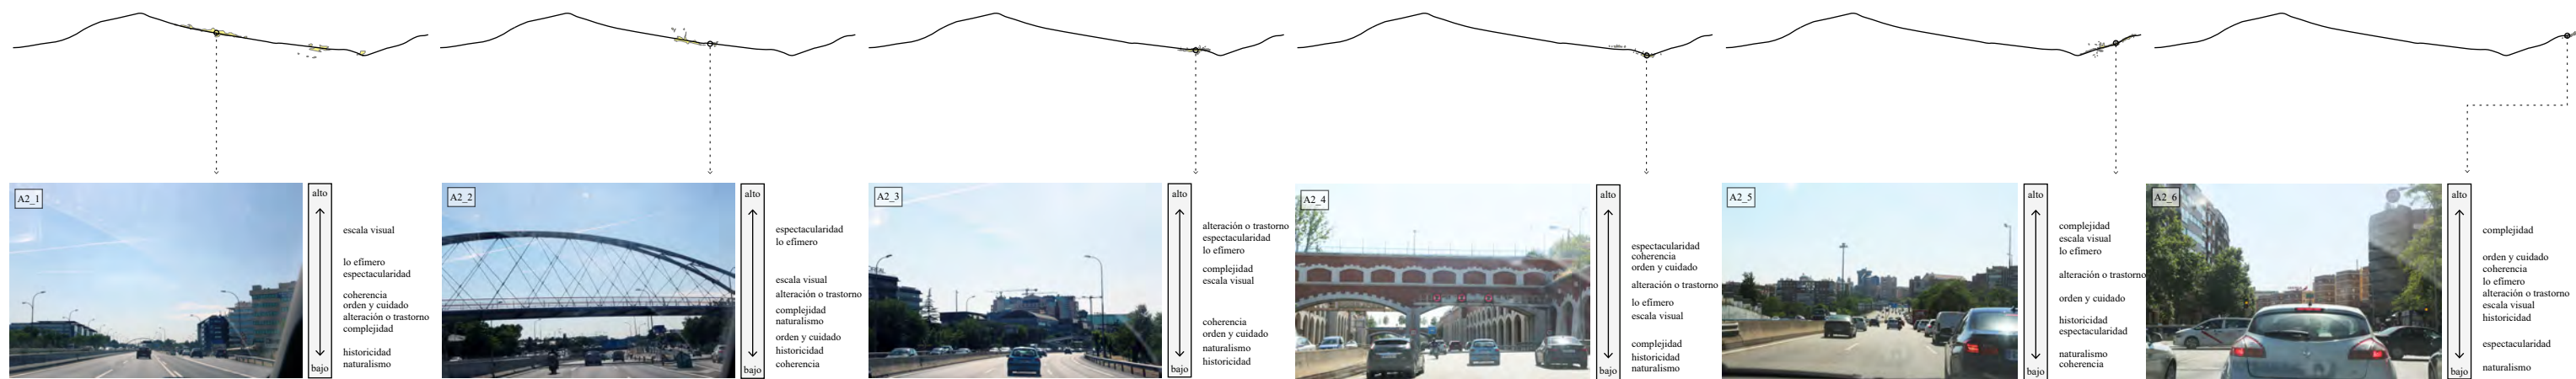 A2_1
alto
escala visual
lo efímero
espectacularidad
coherencia
orden y cuidado
alteración o trastorno
complejidad
historicidad
naturalismo
bajo
A2_2
alto
espectacularidad
lo efímero
escala visual
alteración o trastorno
complejidad
naturalismo
orden y cuidado
historicidad
coherencia
bajo
A2_3
alto
alteración o trastorno
espectacularidad
lo efímero
complejidad
escala visual
coherencia
orden y cuidado
naturalismo
historicidad
bajo
A2_4
alto
espectacularidad
coherencia
orden y cuidado
alteración o trastorno
lo efímero
escala visual
complejidad
historicidad
naturalismo
bajo
A2_5
alto
complejidad
escala visual
lo efímero
alteración o trastorno
orden y cuidado
historicidad
espectacularidad
naturalismo
coherencia
bajo
A2_6
alto
complejidad
orden y cuidado
coherencia
lo efímero
alteración o trastorno
escala visual
historicidad
espectacularidad
naturalismo
bajo